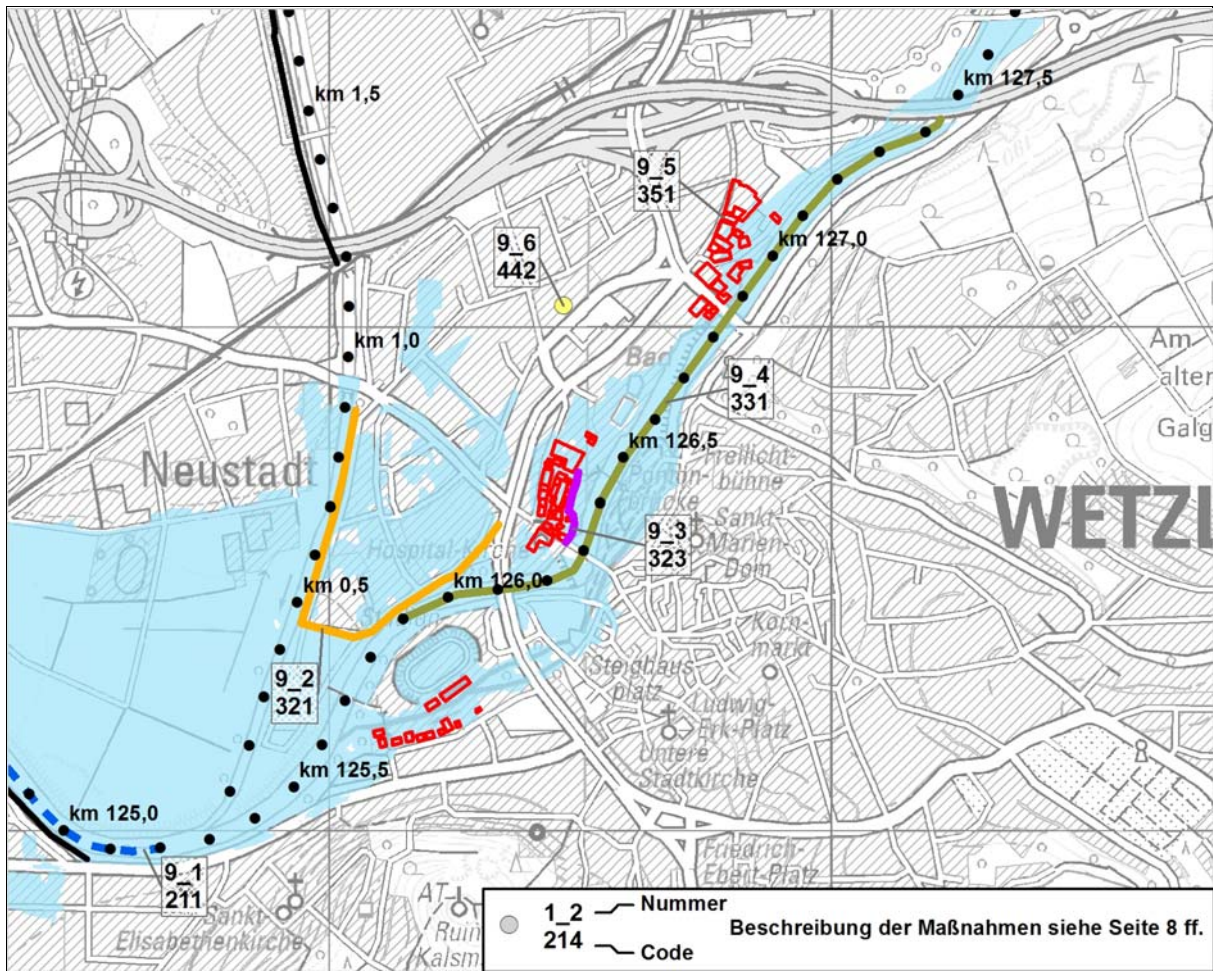 km 127,5
km 1,5
9_5
351
9_6
442
km 127,0
km 1,0
Bad
Am
alten
Galg
9_4
331
km 126,5
Neustadt
Freilicht-
bühne
WETZL
9_3
323
Sankt-
Marien-
Dom
Hospital-Kirche
km 0,5
km 126,0
Korn-
markt
9_2
321
Steighaus-
platz
Ludwig-
Erk-Platz
Untere
Stadtkirche
km 125,5
km 125,0
9_1
211
Sankt-
Elisabethenkirche
Friedrich-
Ebert-Platz
AT
Ruin
Kalsm
1_2
Nummer
214
Code
Beschreibung der Maßnahmen siehe Seite 8 ff.